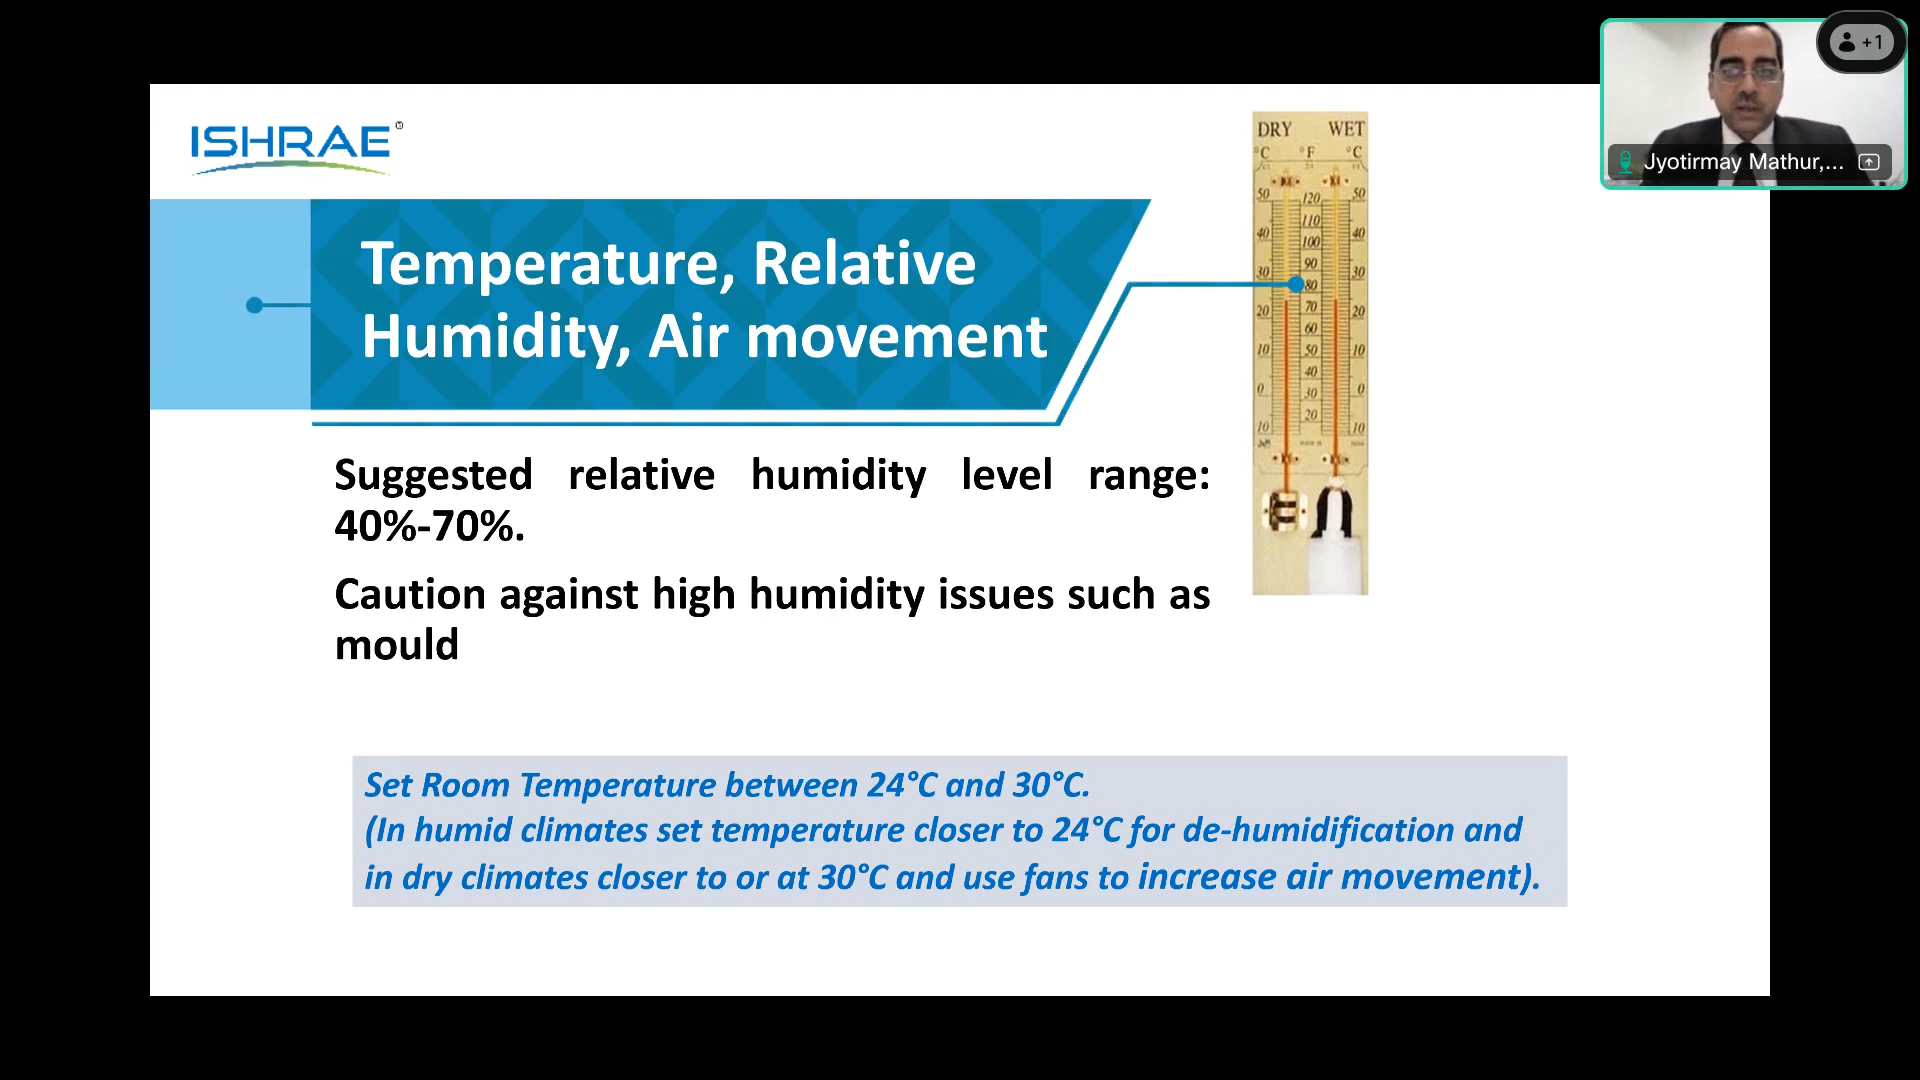 ISHRAE
Temperature, Relative
Humidity, Air movement
Suggested relative humidity level range:
40%-70%.
Caution against high humidity issues such as
mould
Set Room Temperature between 24°C and 30°C.
(In humid climates set temperature closer to 24°C for de-humidification and
in dry climates closer to or at 30°C and use fans to increase air movement).
DRY WET
°C °F °C
50 120 50
110
40 100 40
90
30 80 30
70
20 60 20
10 50 10
40
0 30 0
20
10 10
+1
Jyotirmay Mathur,...